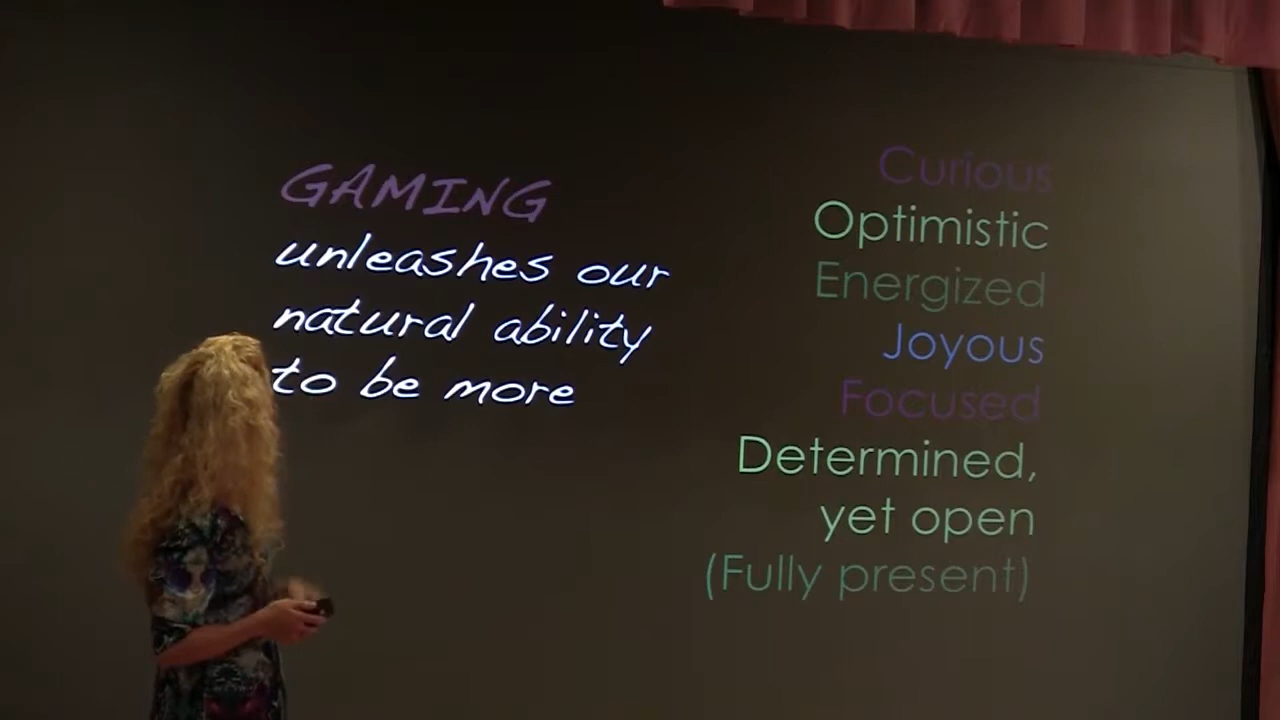 GAMING
unleashes our
natural ability
to be more
Curious
Optimistic
Energized
Joyous
Focused
Determined,
yet open
(Fully present)